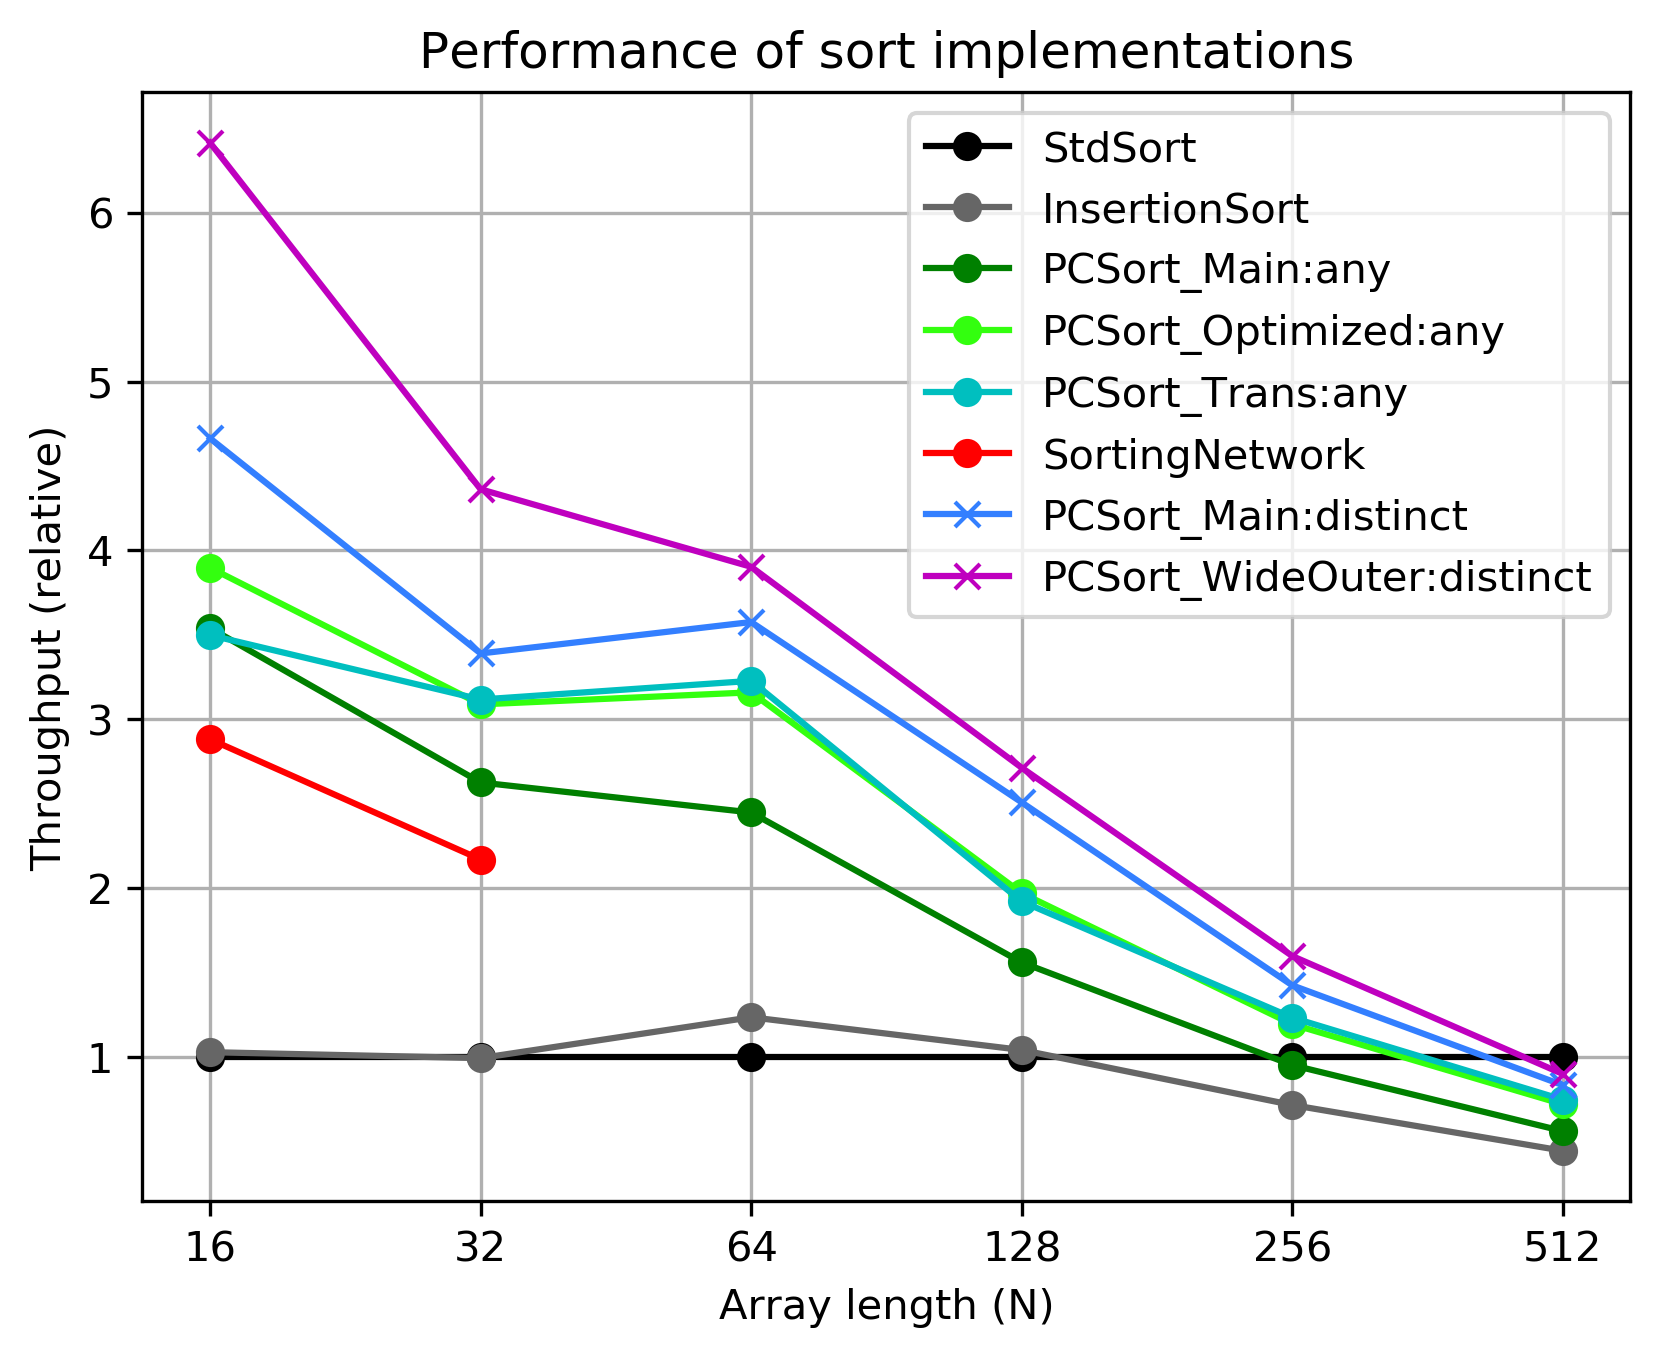 Performance of sort implementations
Throughput (relative)
6
5
4
3
2
1
StdSort
InsertionSort
PCSort_Main:any
PCSort_Optimized:any
PCSort_Trans:any
SortingNetwork
PCSort_Main:distinct
PCSort_WideOuter:distinct
16 32 64 128 256 512
Array length (N)